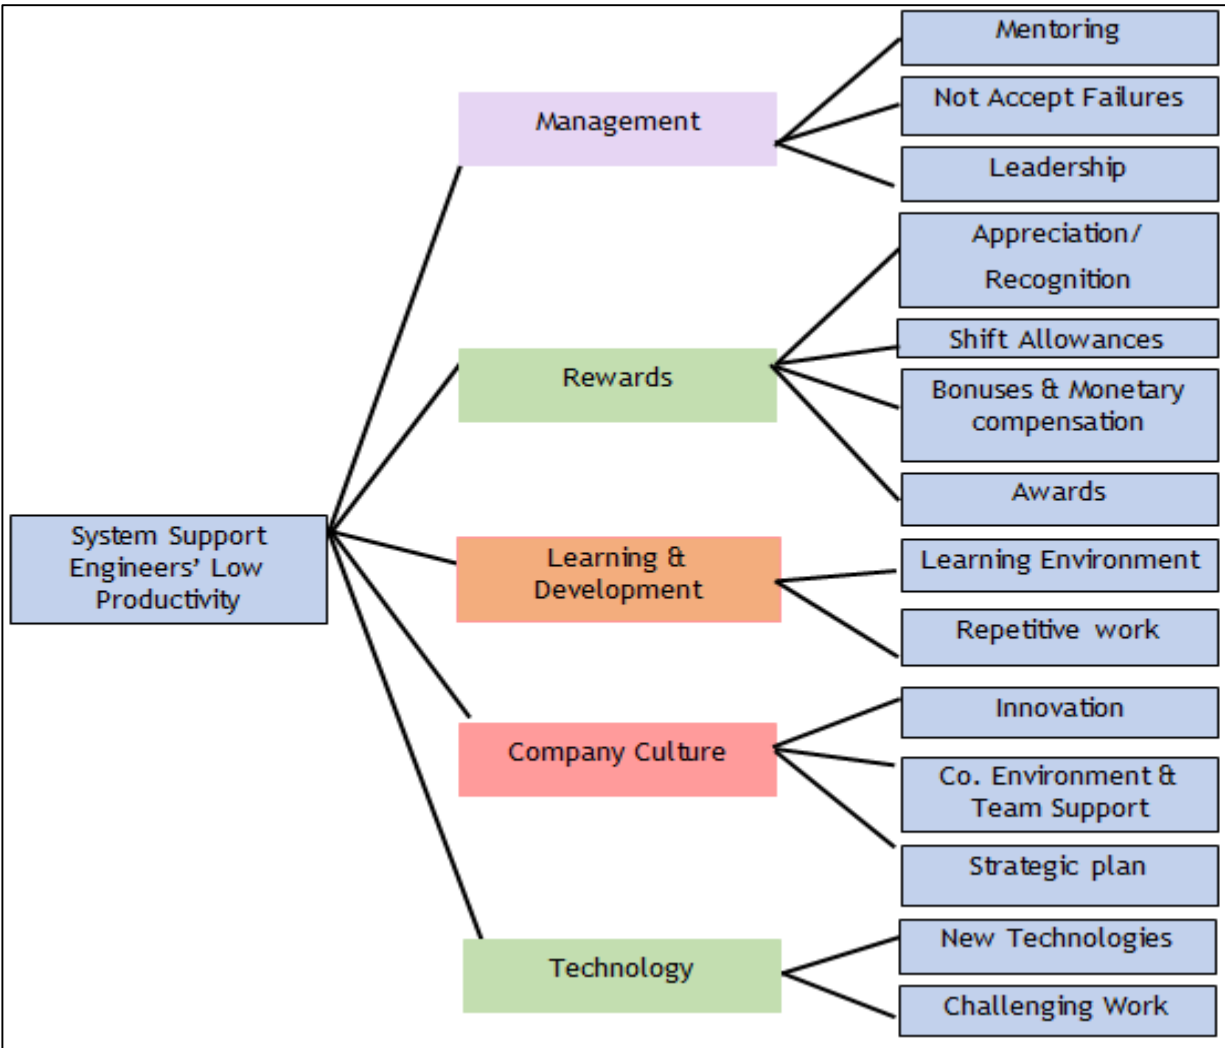 Mentoring
Not Accept Failures
Management
Leadership
Appreciation/
Recognition
Shift Allowances
Rewards
Bonuses & Monetary
compensation
Awards
System Support
Engineers’ Low
Productivity
Learning &
Development
Learning Environment
Repetitive work
Innovation
Company Culture
Co. Environment &
Team Support
Strategic plan
New Technologies
Technology
Challenging Work